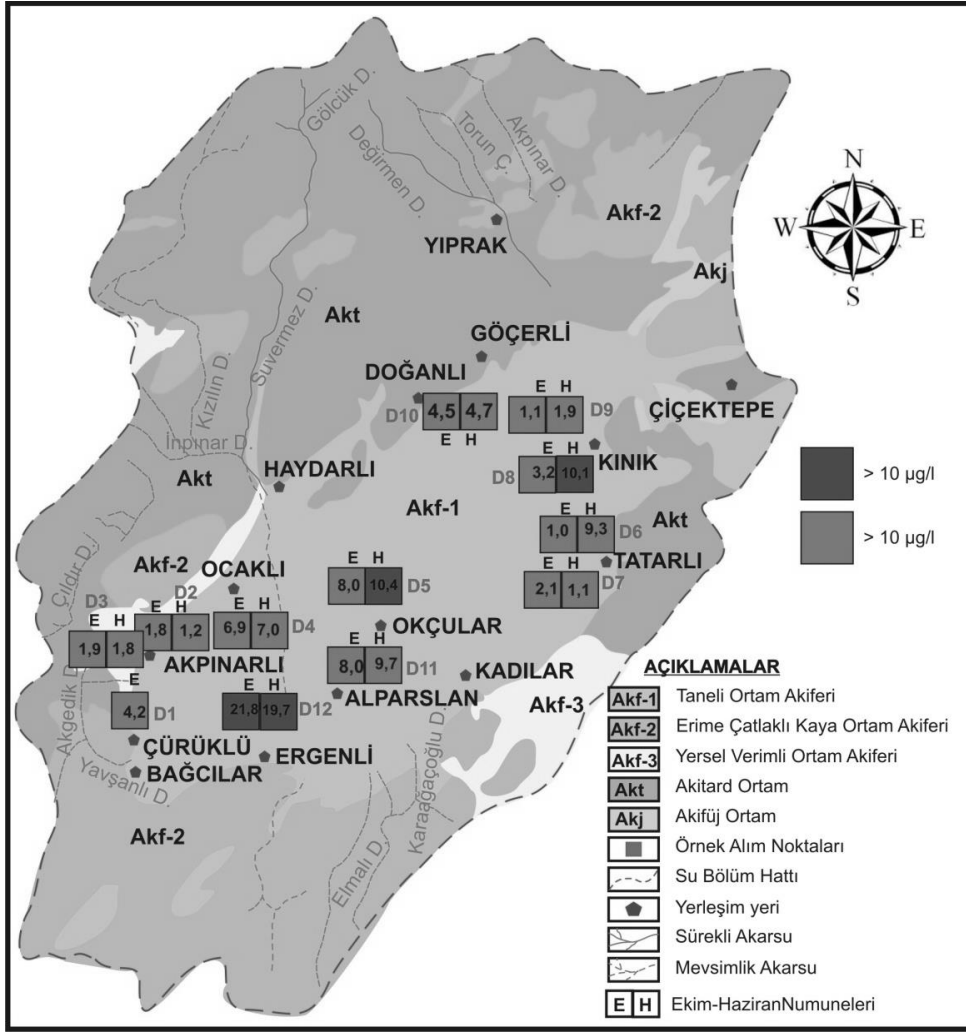 Gölcük D.
Değirmen D.
Torun Ç.
Akpınar D.
Akf-2
N
W
E
S
YIPRAK
Akj
Akt
Suvermez D.
Kızılın D.
GÖÇERLİ
DOĞANLI
D10
4,5 4,7
E H
E H
1,1 1,9
D9
ÇİÇEKTEPE
İnpınar D.
KINIK
E H
D8
3,2 10,1
> 10 µg/l
> 10 µg/l
HAYDARLI
Akt
Akf-1
E H
1,0 9,3
D6
Akt
TATARLI
E H
2,1 1,1
D7
Çıldır D.
Akf-2
OCAKLI
E H
8,0 10,4
D5
D3
E H
1,9 1,8
D2
E H
1,8 1,2
E H
6,9 7,0
D4
OKÇULAR
AKPINARLI
E H
8,0 9,7
D11
KADILAR
ALPARSLAN
Akf-3
Akgedik D.
E
4,2
D1
E H
21,8 19,7
D12
ÇÜRÜKLÜ
BAĞCILAR
ERGENLİ
Yavşanlı D.
Karaağaçoğlu D.
Elmalı D.
Akf-2
AÇIKLAMALAR
Akf-1 Taneli Ortam Akiferi
Akf-2 Erime Çatlaklı Kaya Ortam Akiferi
Akf-3 Yersel Verimli Ortam Akiferi
Akt Akitard Ortam
Akj Akifüj Ortam
Örnek Alım Noktaları
Su Bölüm Hattı
Yerleşim yeri
Sürekli Akarsu
Mevsimlik Akarsu
E H Ekim-HaziranNumuneleri